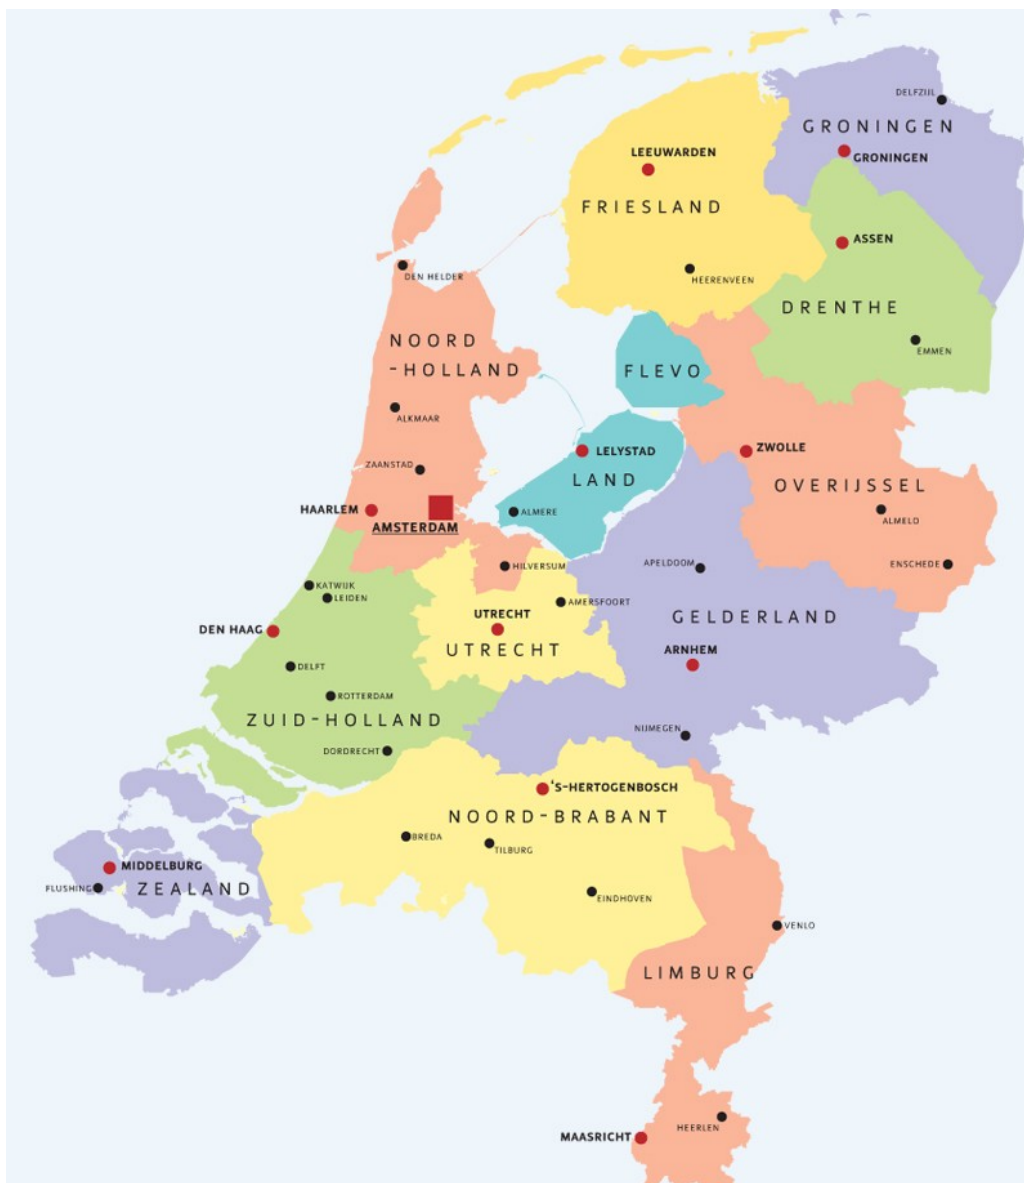 DELFZIJL
GRONINGEN
GRONINGEN
LEEUWARDEN
FRIESLAND
ASSEN
HEERENVEEN
DEN HELDER
DRENTHE
NOORD
-HOLLAND
EMMEN
FLEVO
ALKMAAR
ZAANSTAD
LELYSTAD
LAND
ZWOLLE
OVERIJSSEL
HAARLEM
AMSTERDAM
ALMERE
ALMELO
HILVERSUM
APELDOOM
ENSCHEDE
KATWIJK
LEIDEN
AMERSFOORT
UTRECHT
GELDERLAND
DEN HAAG
UTRECHT
ARNHEM
DELFT
ROTTERDAM
ZUID-HOLLAND
NIJMEGEN
DORDRECHT
'S-HERTOGENBOSCH
NOORD-BRABANT
BREDA
TILBURG
MIDDELBURG
FLUSHING
ZEALAND
EINDHOVEN
VENLO
LIMBURG
HEERLEN
MAASRICHT